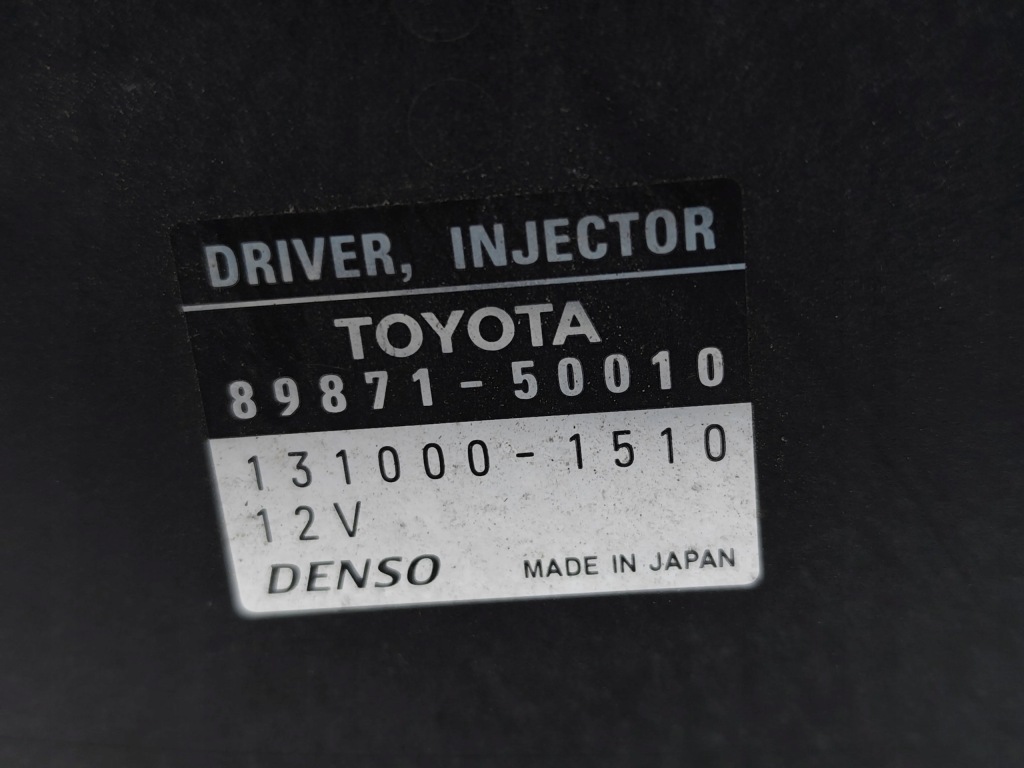 DRIVER, INJECTOR
TOYOTA
89871-50010
131000-1510
12V
DENSO MADE IN JAPAN